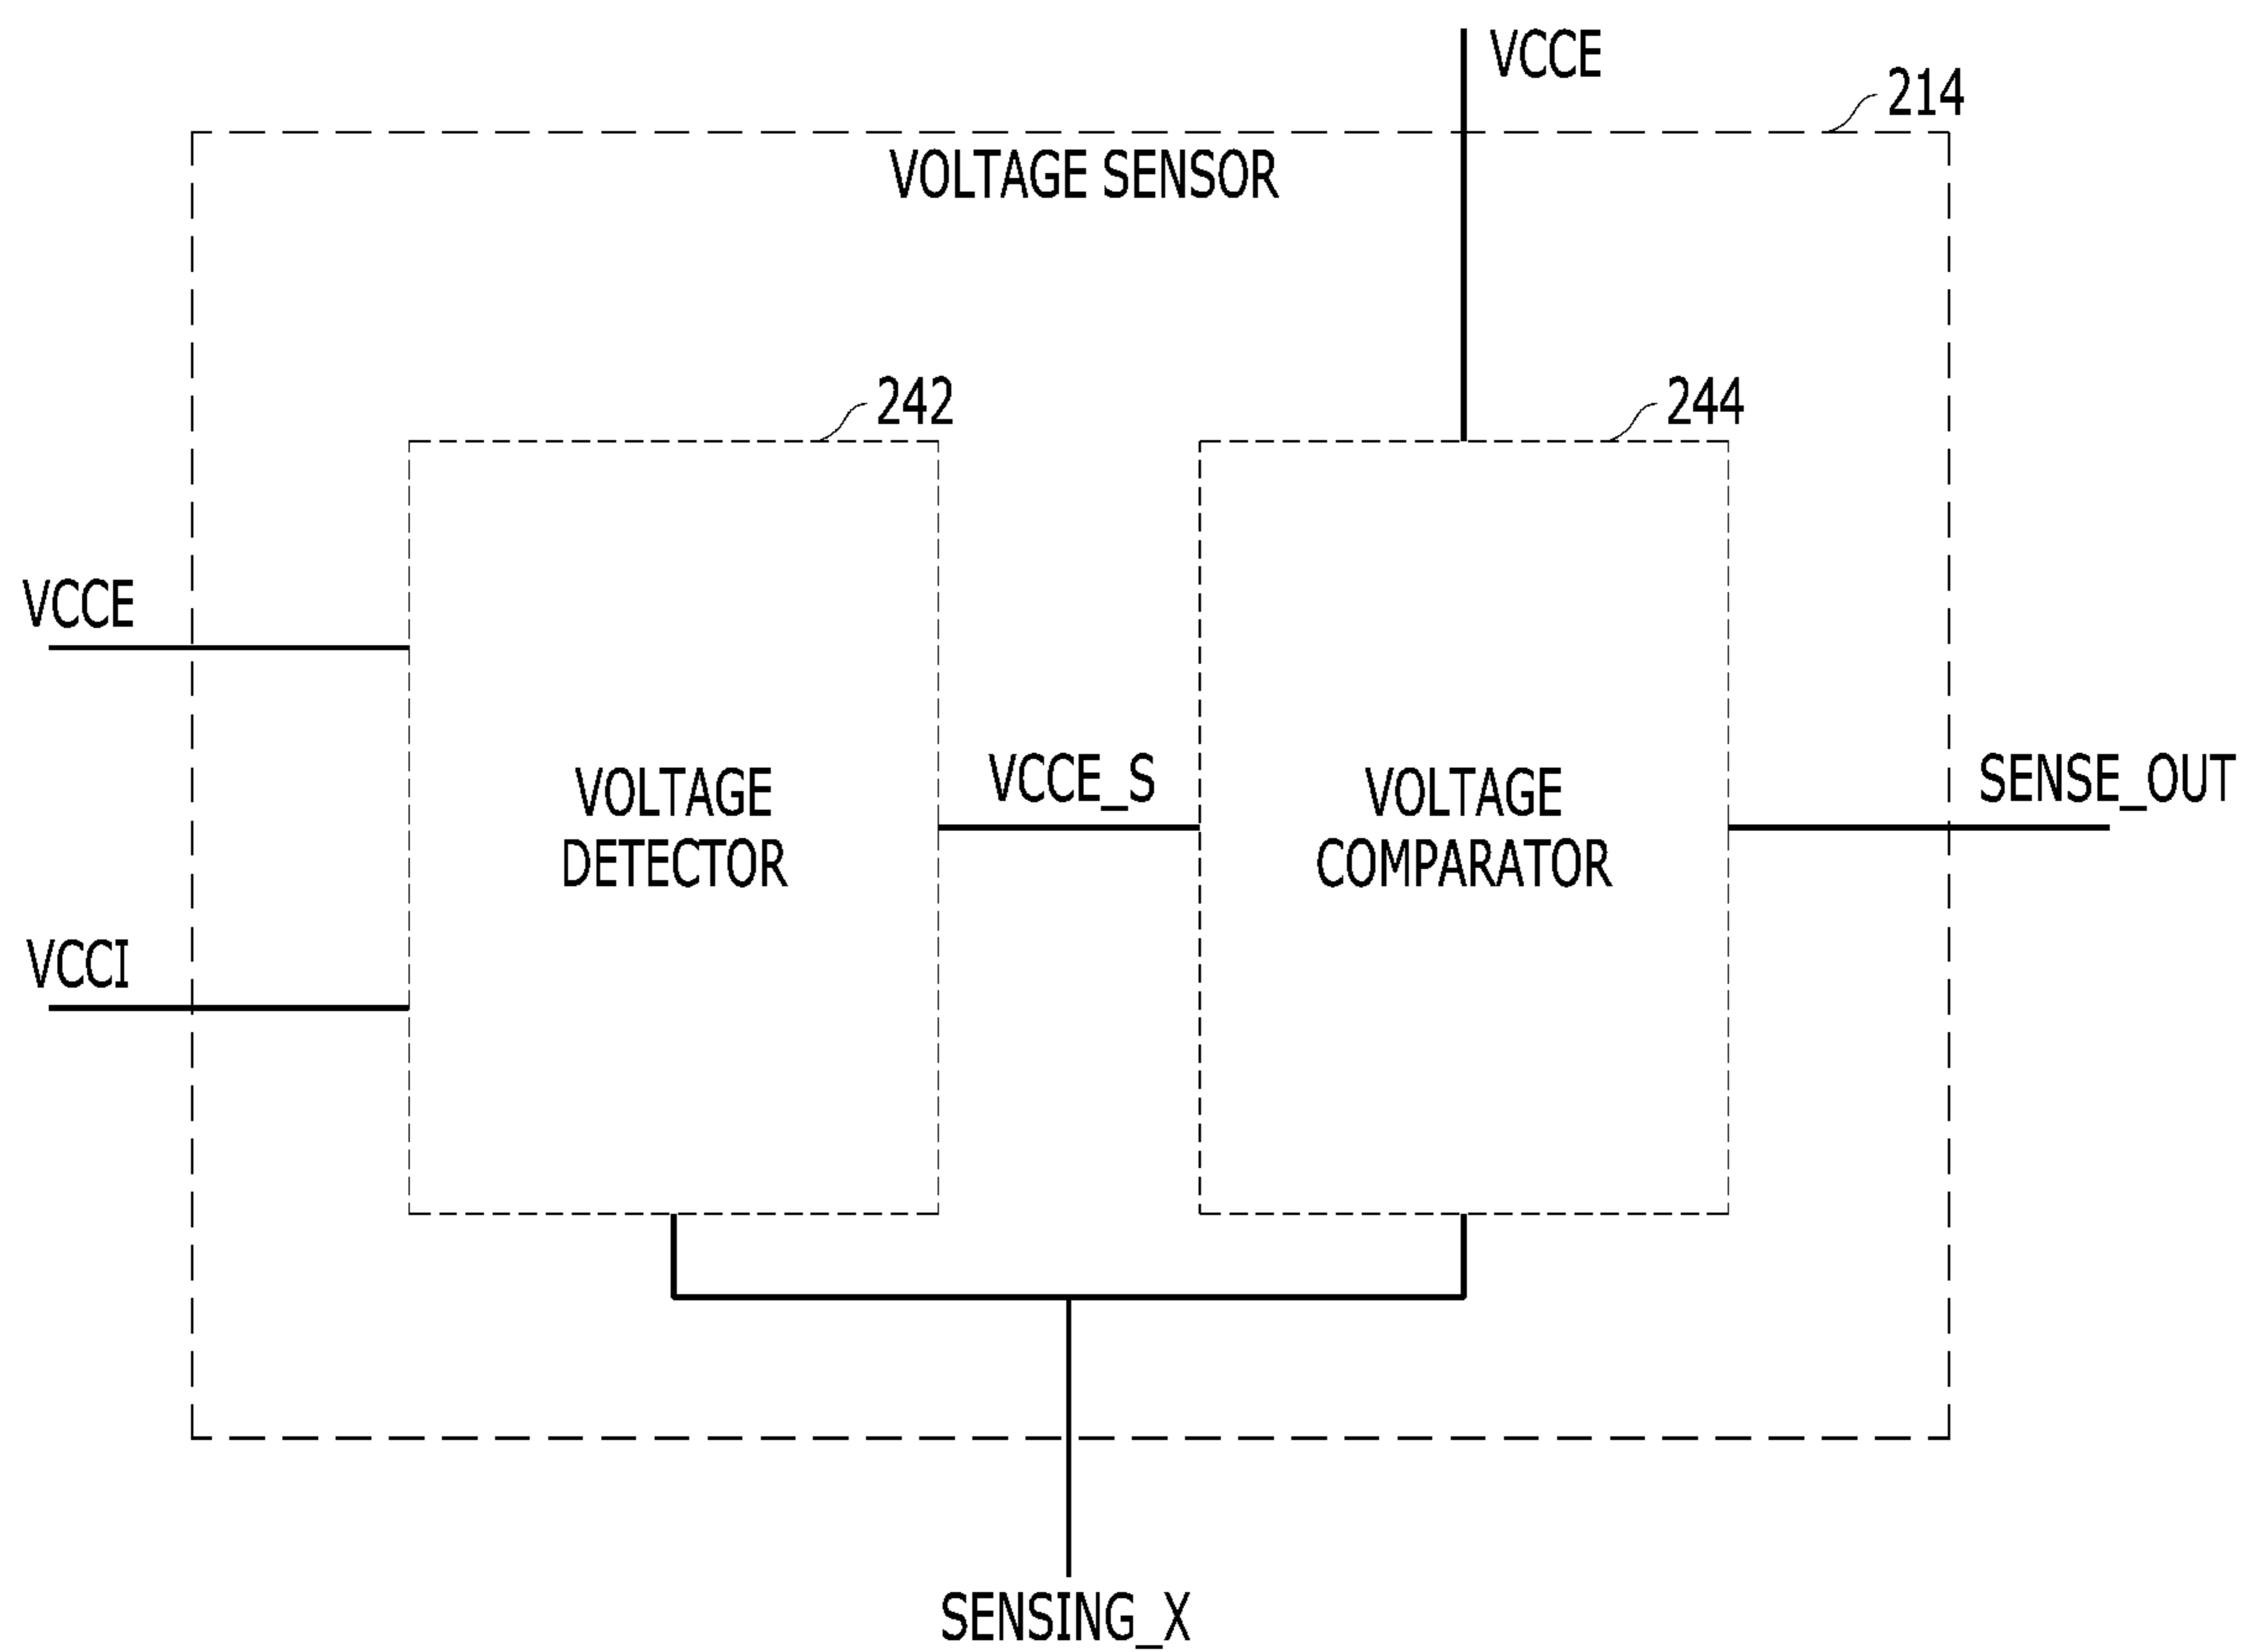 VCCE
214
VOLTAGE SENSOR
242
244
VCCE
VCCE_S
SENSE_OUT
VOLTAGE
DETECTOR
VOLTAGE
COMPARATOR
VCCI
SENSING_X